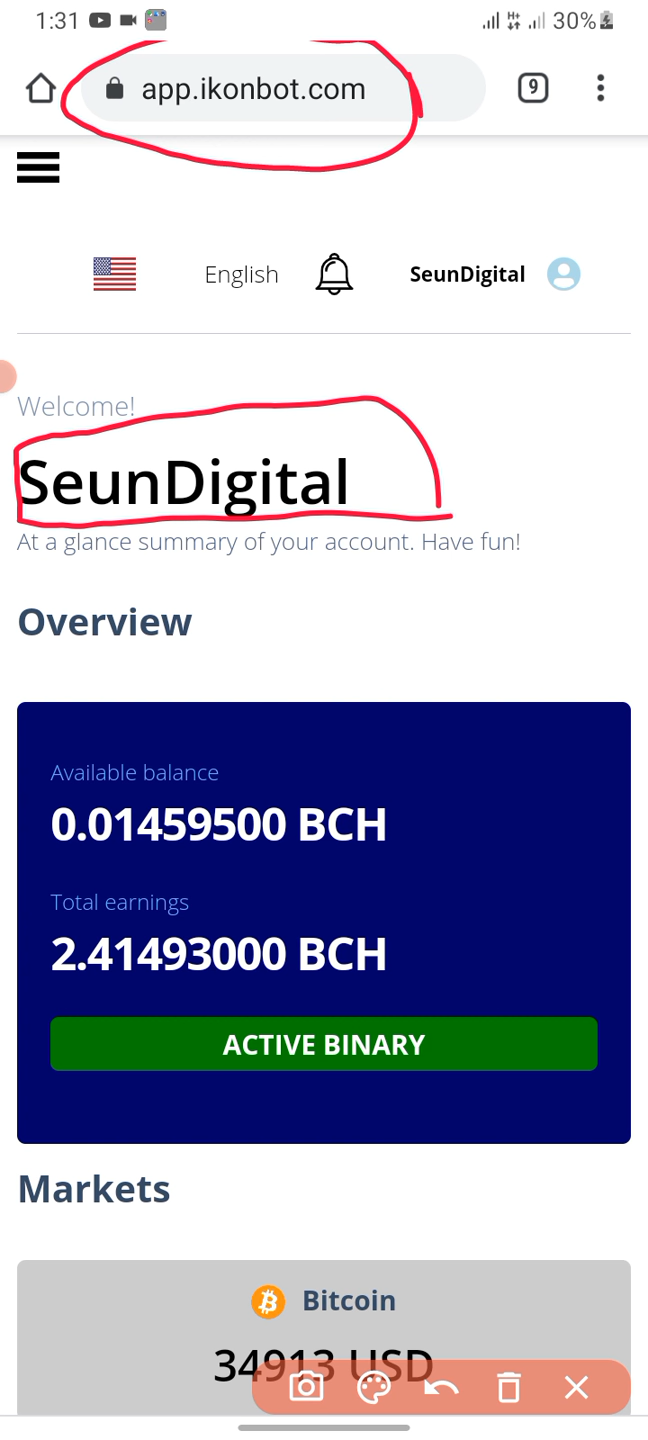 1:31 30%
app.ikonbot.com 9
English SeunDigital
Welcome!
SeunDigital
At a glance summary of your account. Have fun!
Overview
Available balance
0.01459500 BCH
Total earnings
2.41493000 BCH
ACTIVE BINARY
Markets
Bitcoin
34913 USD